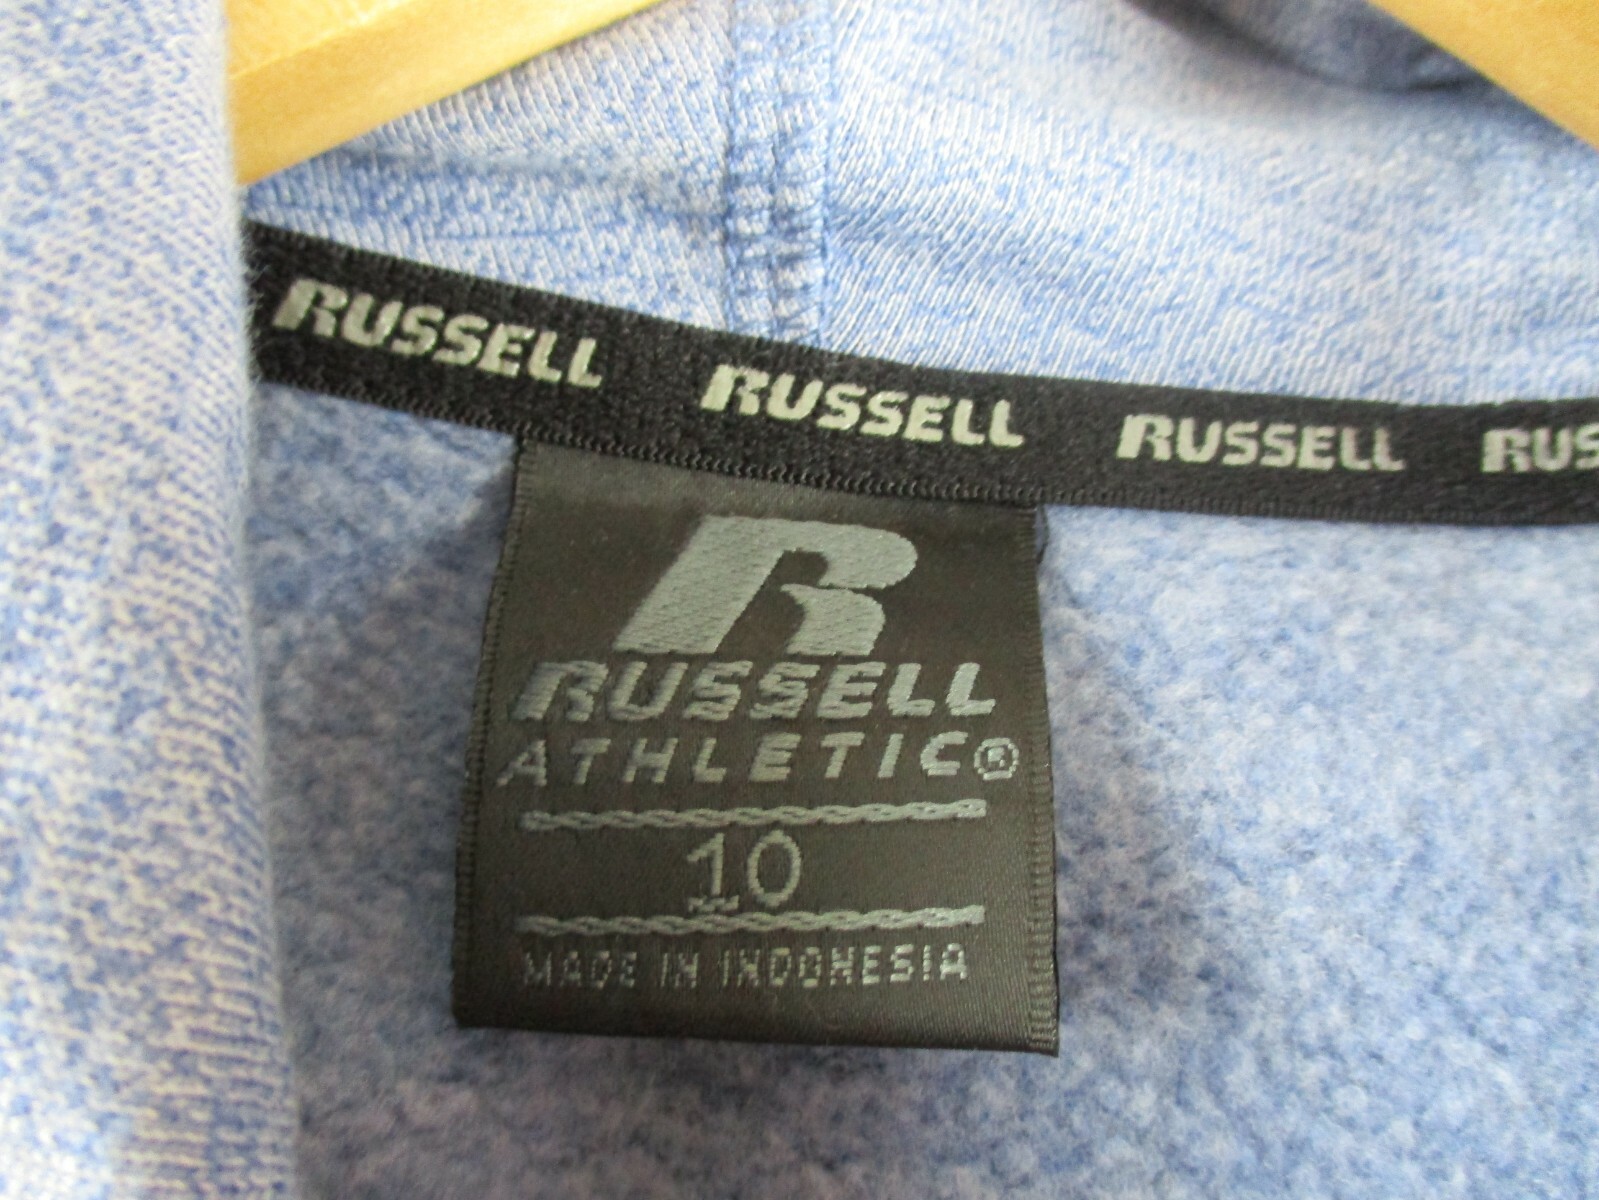 RUSSELL RUSSELL RUSSELL RUS
R
RUSSELL
ATHLETIC®
10
MADE IN INDONESIA